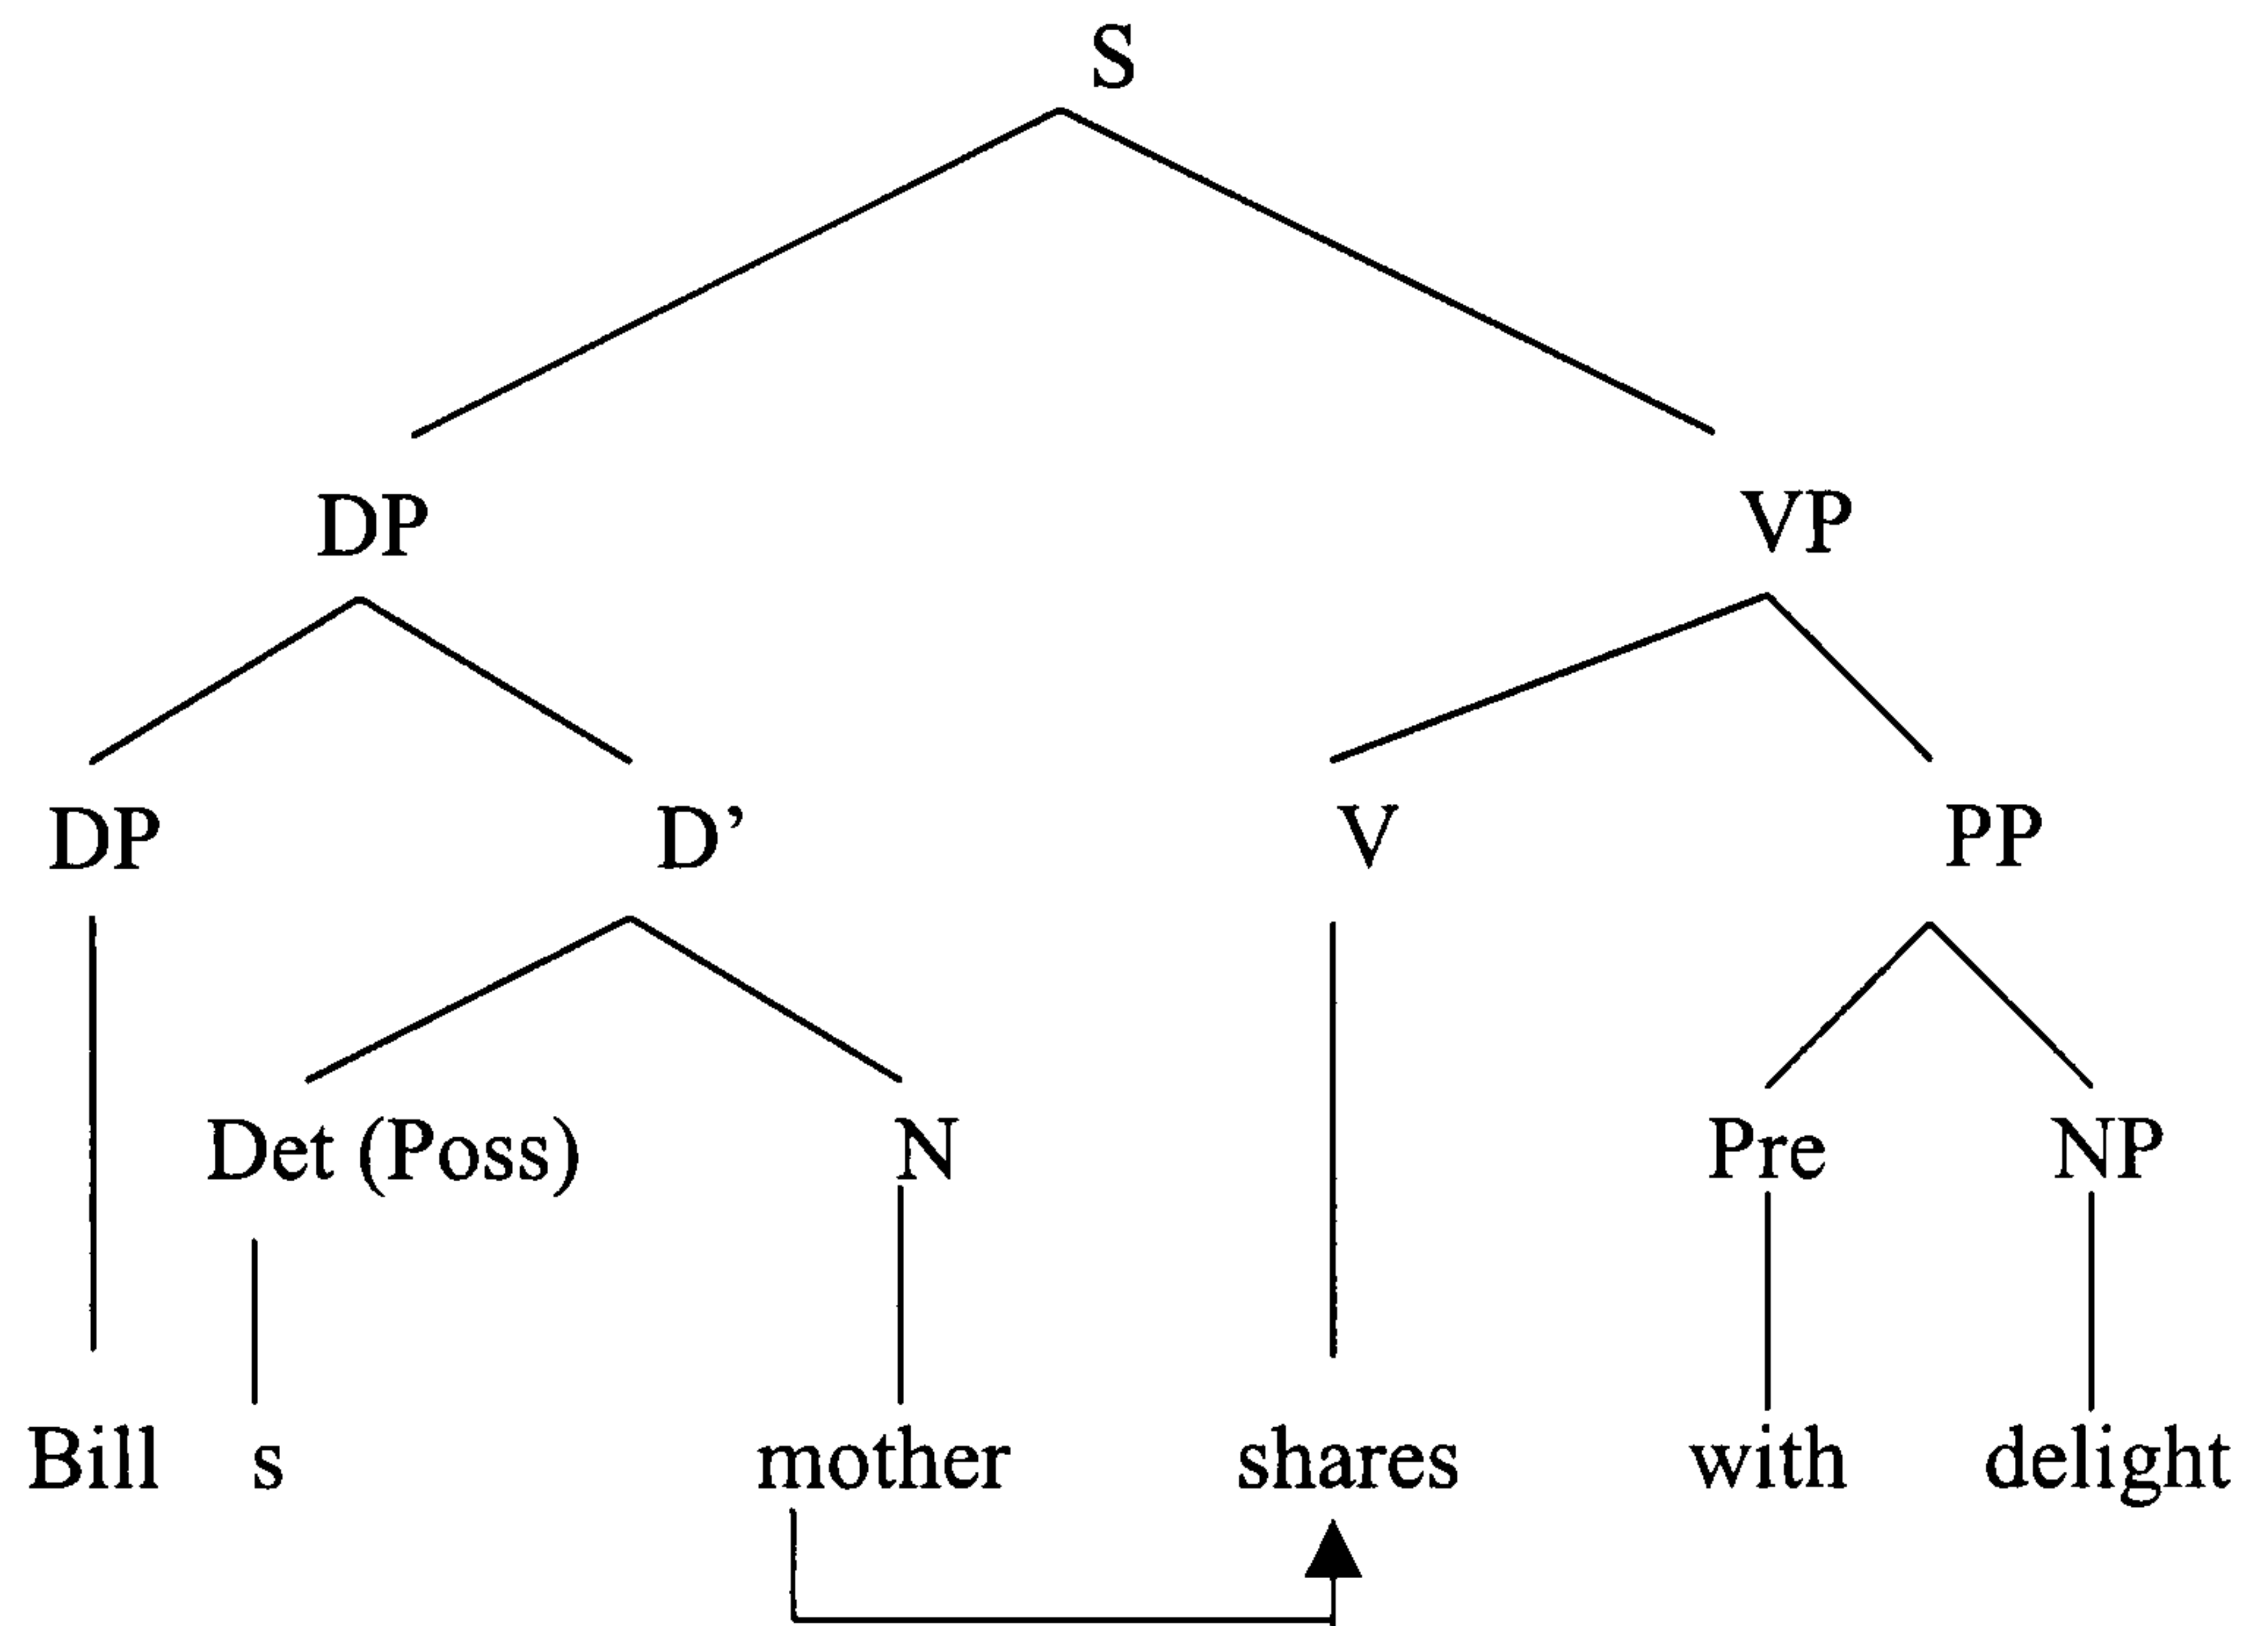 S
DP VP
DP D’ V PP
Det (Poss) N Pre NP
Bill s mother shares with delight